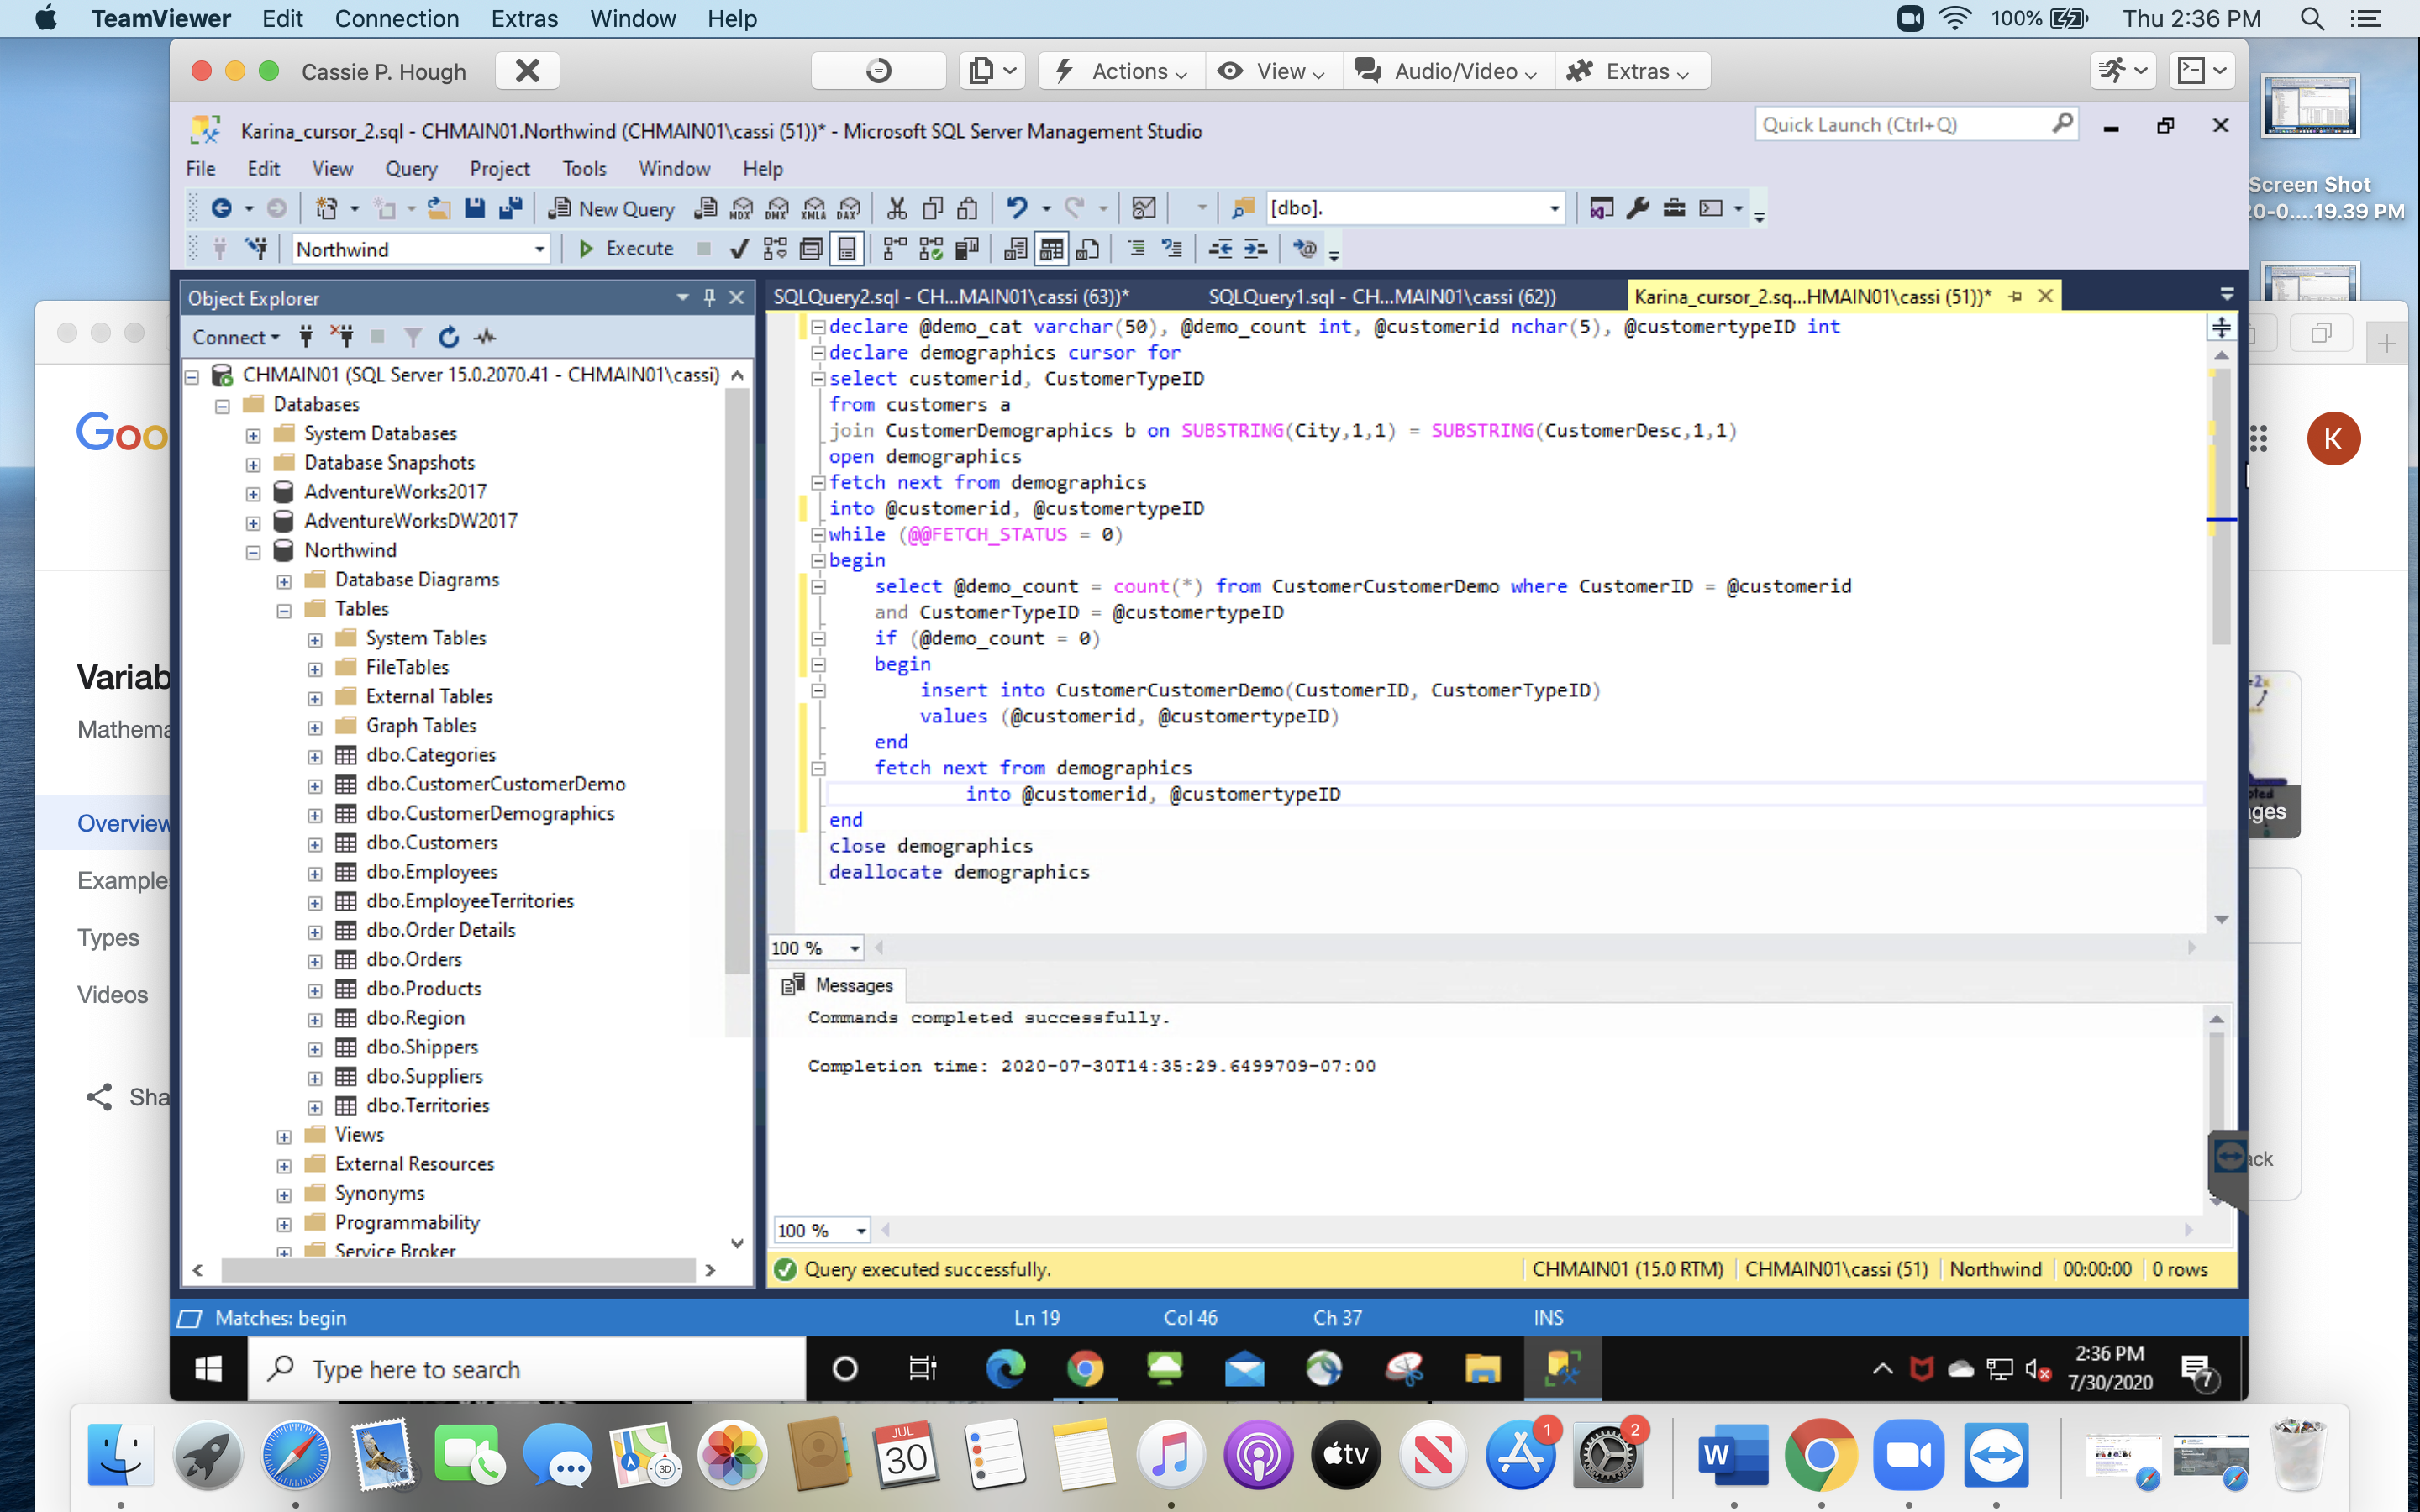 TeamViewer Edit Connection Extras Window Help 100% Thu 2:36 PM
Cassie P. Hough Actions View Audio/Video Extras
Karina_cursor_2.sql - CHMAIN01.Northwind (CHMAIN01\cassi (51))* - Microsoft SQL Server Management Studio
Quick Launch (Ctrl+Q)
File Edit View Query Project Tools Window Help
New Query MDX DMX XMLA DAX [dbo].
Northwind Execute
Object Explorer
Connect
CHMAIN01 (SQL Server 15.0.2070.41 - CHMAIN01\cassi)
Databases
System Databases
Database Snapshots
AdventureWorks2017
AdventureWorksDW2017
Northwind
Database Diagrams
Tables
System Tables
FileTables
External Tables
Graph Tables
dbo.Categories
dbo.CustomerCustomerDemo
dbo.CustomerDemographics
dbo.Customers
dbo.Employees
dbo.EmployeeTerritories
dbo.Order Details
dbo.Orders
dbo.Products
dbo.Region
dbo.Shippers
dbo.Suppliers
dbo.Territories
Views
External Resources
Synonyms
Programmability
Service Broker
SQLQuery2.sql - CH...MAIN01\cassi (63))* SQLQuery1.sql - CH...MAIN01\cassi (62)) Karina_cursor_2.sq...HMAIN01\cassi (51))*
declare @demo_cat varchar(50), @demo_count int, @customerid nchar(5), @customertypeID int
declare demographics cursor for
select customerid, CustomerTypeID
from customers a
join CustomerDemographics b on SUBSTRING(City,1,1) = SUBSTRING(CustomerDesc,1,1)
open demographics
fetch next from demographics
into @customerid, @customertypeID
while (@@FETCH_STATUS = 0)
begin
select @demo_count = count(*) from CustomerCustomerDemo where CustomerID = @customerid
and CustomerTypeID = @customertypeID
if (@demo_count = 0)
begin
insert into CustomerCustomerDemo(CustomerID, CustomerTypeID)
values (@customerid, @customertypeID)
end
fetch next from demographics
into @customerid, @customertypeID
end
close demographics
deallocate demographics
100 %
Messages
Commands completed successfully.
Completion time: 2020-07-30T14:35:29.6499709-07:00
100 %
Query executed successfully. CHMAIN01 (15.0 RTM) CHMAIN01\cassi (51) Northwind 00:00:00 0 rows
Matches: begin Ln 19 Col 46 Ch 37 INS
Type here to search
2:36 PM
7/30/2020
7
Goo
Variab
Mathema
Overview
Example
Types
Videos
Sha
Screen Shot
20-0....19.39 PM
K
=2x
ges
ack
JUL
30
3D
tv
1
2
W